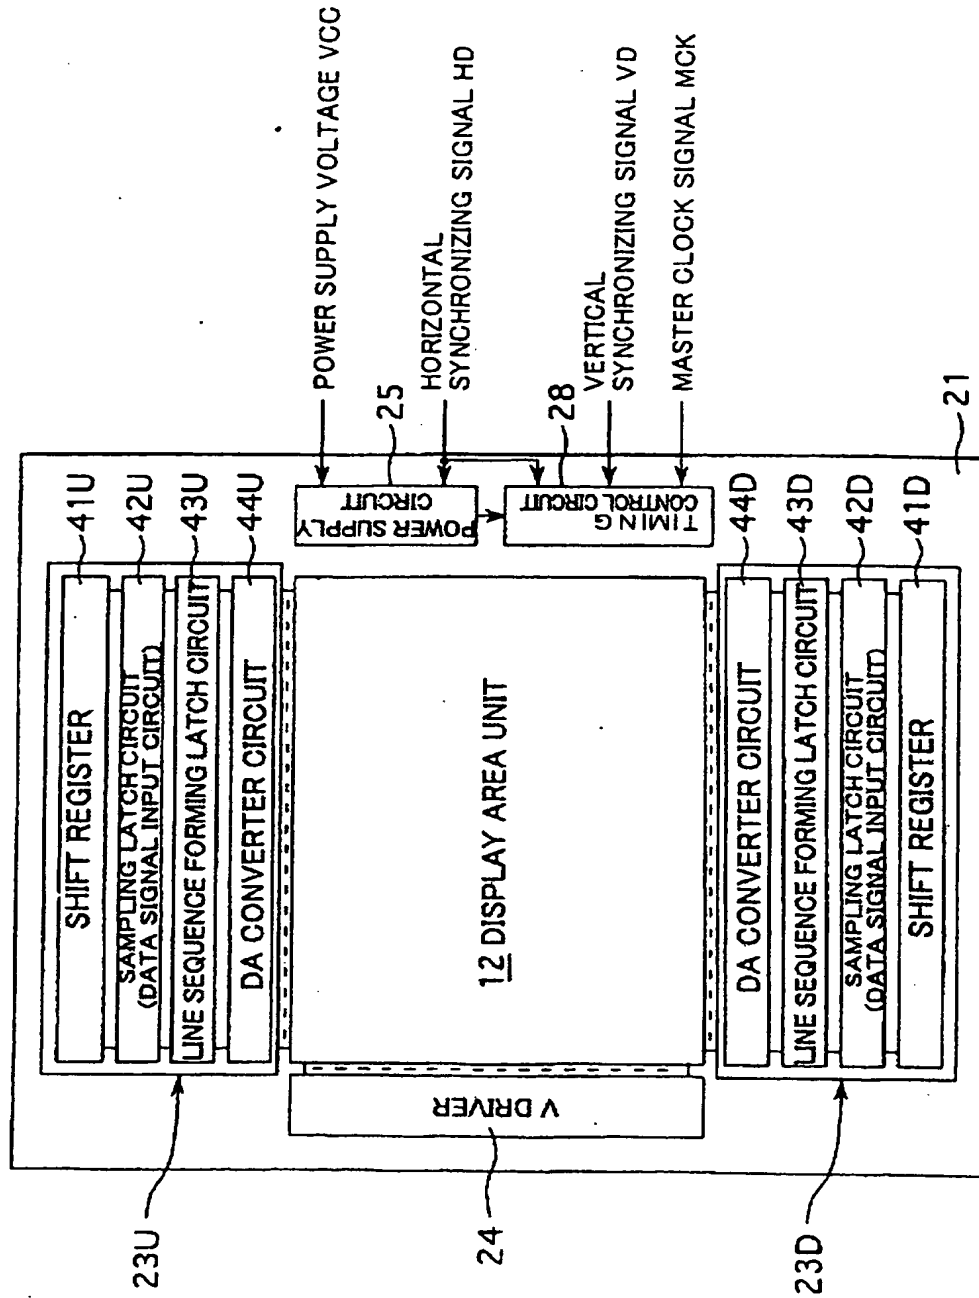 23U
24
23D
SHIFT REGISTER
SAMPLING LATCH CIRCUIT
(DATA SIGNAL INPUT CIRCUIT)
LINE SEQUENCE FORMING LATCH CIRCUIT
DA CONVERTER CIRCUIT
41U
42U
43U
44U
V DRIVER
12 DISPLAY AREA UNIT
POWER SUPPLY
CIRCUIT
25
TIMING
CONTROL CIRCUIT
28
POWER SUPPLY VOLTAGE VCC
HORIZONTAL
SYNCHRONIZING SIGNAL HD
VERTICAL
SYNCHRONIZING SIGNAL VD
MASTER CLOCK SIGNAL MCK
DA CONVERTER CIRCUIT
LINE SEQUENCE FORMING LATCH CIRCUIT
SAMPLING LATCH CIRCUIT
(DATA SIGNAL INPUT CIRCUIT)
SHIFT REGISTER
44D
43D
42D
41D
21